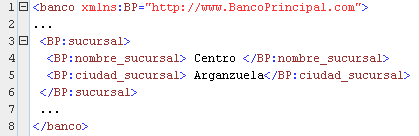 1 <banco xmlns:BP="http://www.BancoPrincipal.com">
2 ...
3 <BP:sucursal>
4 <BP:nombre_sucursal> Centro </BP:nombre_sucursal>
5 <BP:ciudad_sucursal> Arganzuela</BP:ciudad_sucursal>
6 </BP:sucursal>
7 ...
8 </banco>